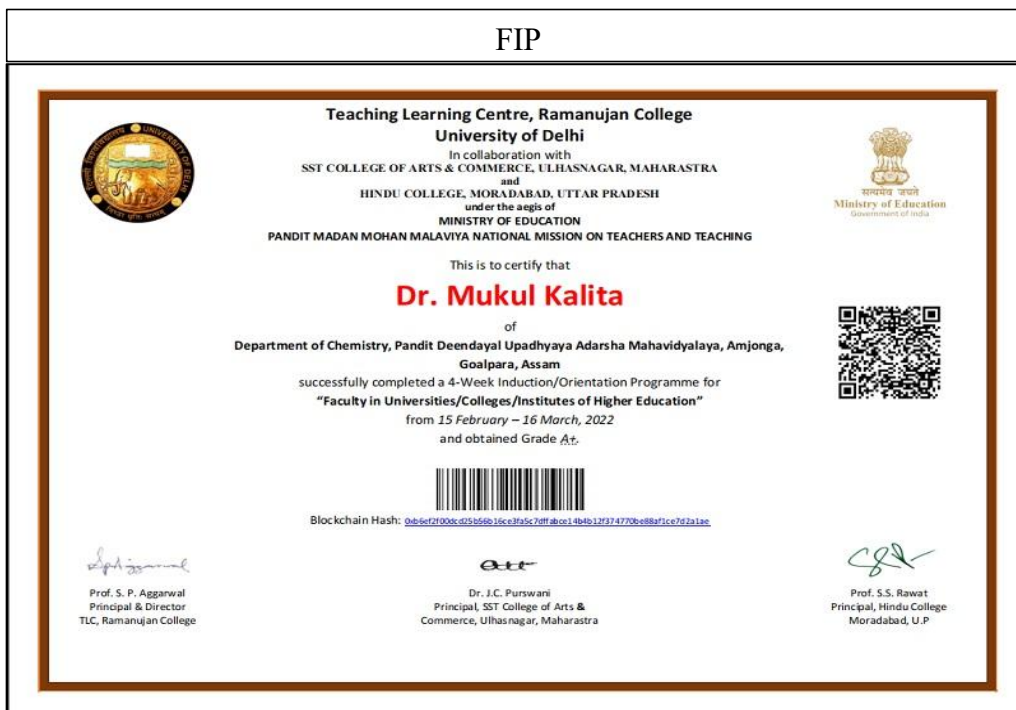 FIP
Teaching Learning Centre, Ramanujan College
University of Delhi
In collaboration with
SST COLLEGE OF ARTS & COMMERCE, ULHASNAGAR, MAHARASTRA
and
HINDU COLLEGE, MORADABAD, UTTAR PRADESH
under the aegis of
MINISTRY OF EDUCATION
PANDIT MADAN MOHAN MALAVIYA NATIONAL MISSION ON TEACHERS AND TEACHING
सत्यमेव जयते
Ministry of Education
Government of India
This is to certify that
Dr. Mukul Kalita
of
Department of Chemistry, Pandit Deendayal Upadhyaya Adarsha Mahavidyalaya, Amjonga,
Goalpara, Assam
successfully completed a 4-Week Induction/Orientation Programme for
“Faculty in Universities/Colleges/Institutes of Higher Education”
from 15 February – 16 March, 2022
and obtained Grade A+.
Blockchain Hash:
Prof. S. P. Aggarwal
Principal & Director
TLC, Ramanujan College
Dr. J.C. Purswani
Principal, SST College of Arts &
Commerce, Ulhasnagar, Maharastra
Prof. S.S. Rawat
Principal, Hindu College
Moradabad, U.P